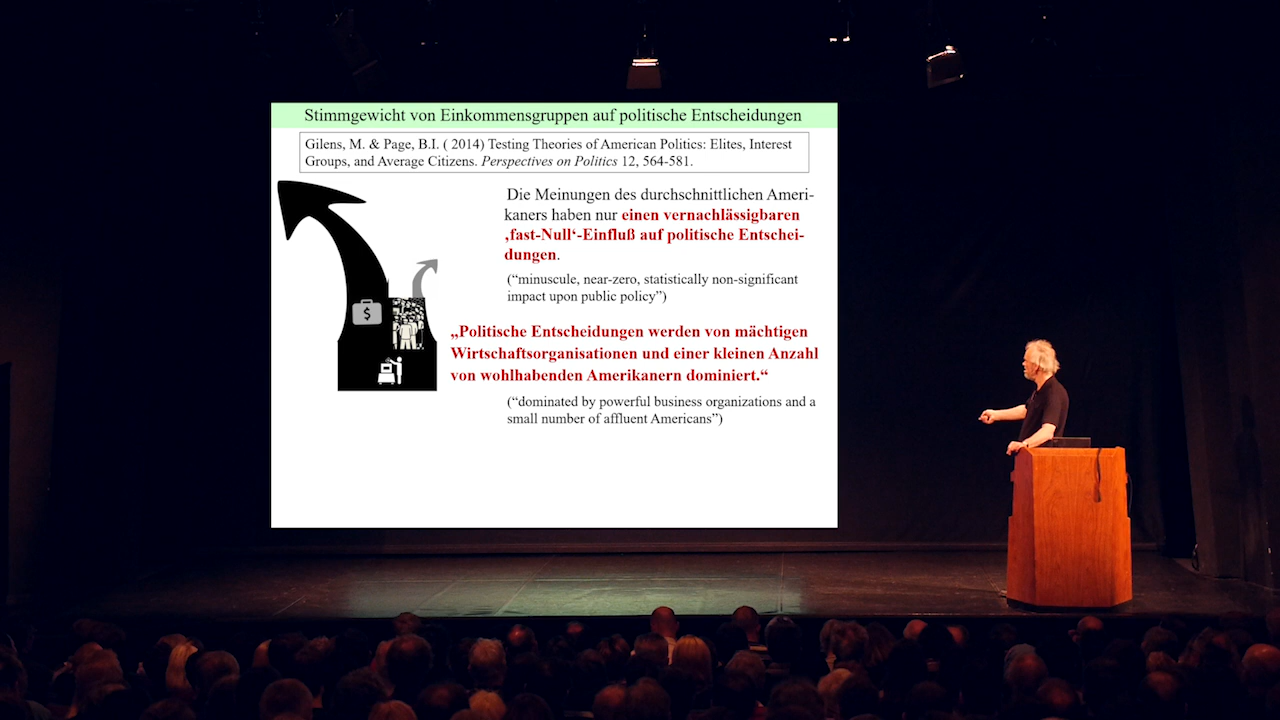 Stimmgewicht von Einkommensgruppen auf politische Entscheidungen
Gilens, M. & Page, B.I. ( 2014) Testing Theories of American Politics: Elites, Interest
Groups, and Average Citizens. Perspectives on Politics 12, 564-581.
Die Meinungen des durchschnittlichen Ameri-
kaners haben nur einen vernachlässigbaren
‚fast-Null‘-Einfluß auf politische Entschei-
dungen.
(“minuscule, near-zero, statistically non-significant
impact upon public policy”)
$
„Politische Entscheidungen werden von mächtigen
Wirtschaftsorganisationen und einer kleinen Anzahl
von wohlhabenden Amerikanern dominiert.“
(“dominated by powerful business organizations and a
small number of affluent Americans”)